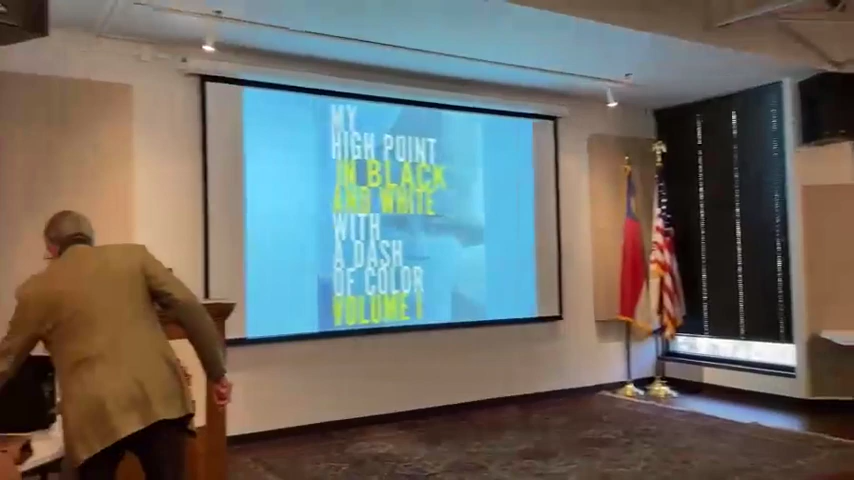 MY
HIGH POINT
IN BLACK
AND WHITE
WITH
A DASH
OF COLOR
VOLUME I